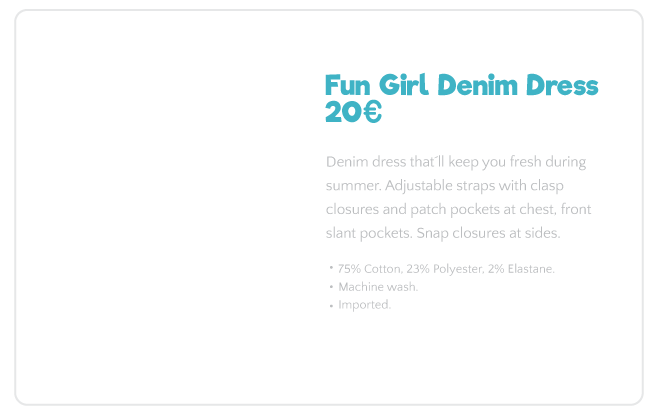 Fun Girl Denim Dress
20€
Denim dress that'll keep you fresh during
summer. Adjustable straps with clasp
closures and patch pockets at chest, front
slant pockets. Snap closures at sides.
• 75% Cotton, 23% Polyester, 2% Elastane.
• Machine wash.
• Imported.